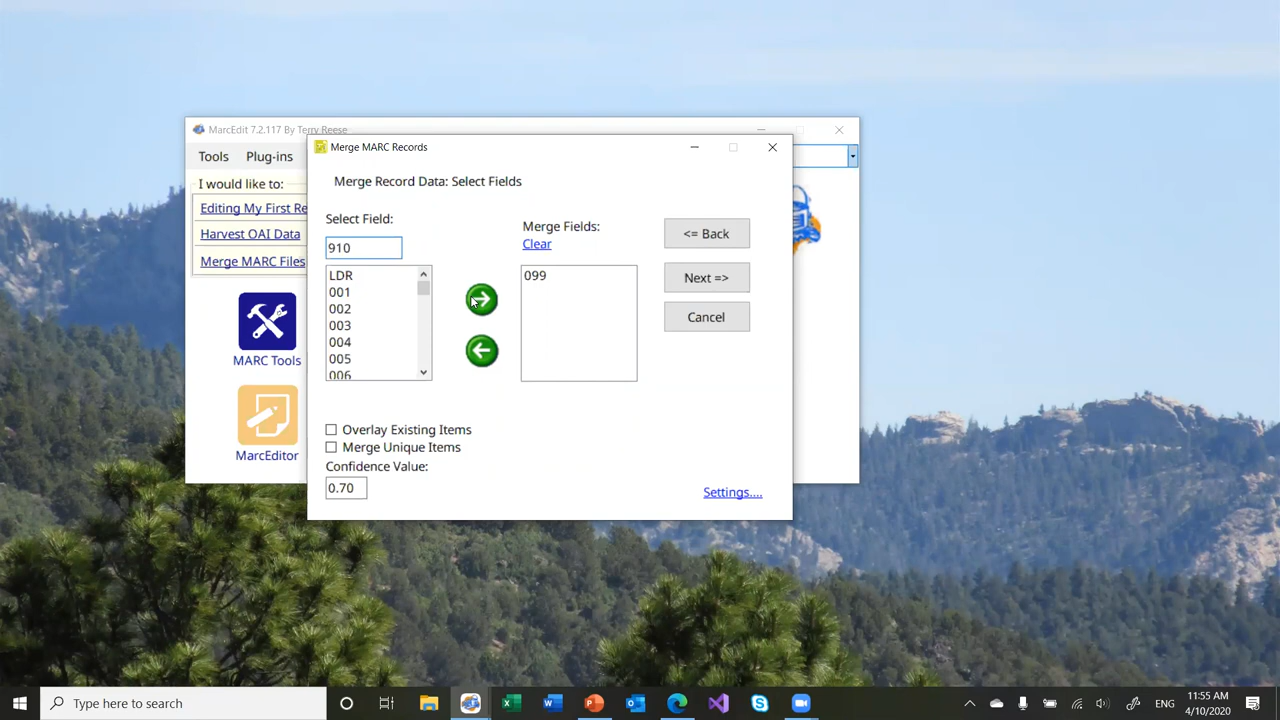 MarcEdit 7.2.117 By Terry Reese
Tools Plug-ins
I would like to:
Editing My First Re
Harvest OAI Data
Merge MARC Files
MARC Tools
MarcEditor
Merge MARC Records
Merge Record Data: Select Fields
Select Field:
910
LDR
001
002
003
004
005
006
Merge Fields:
Clear
099
<= Back
Next =>
Cancel
Overlay Existing Items
Merge Unique Items
Confidence Value:
0.70
Settings....
Type here to search
ENG
11:55 AM
4/10/2020